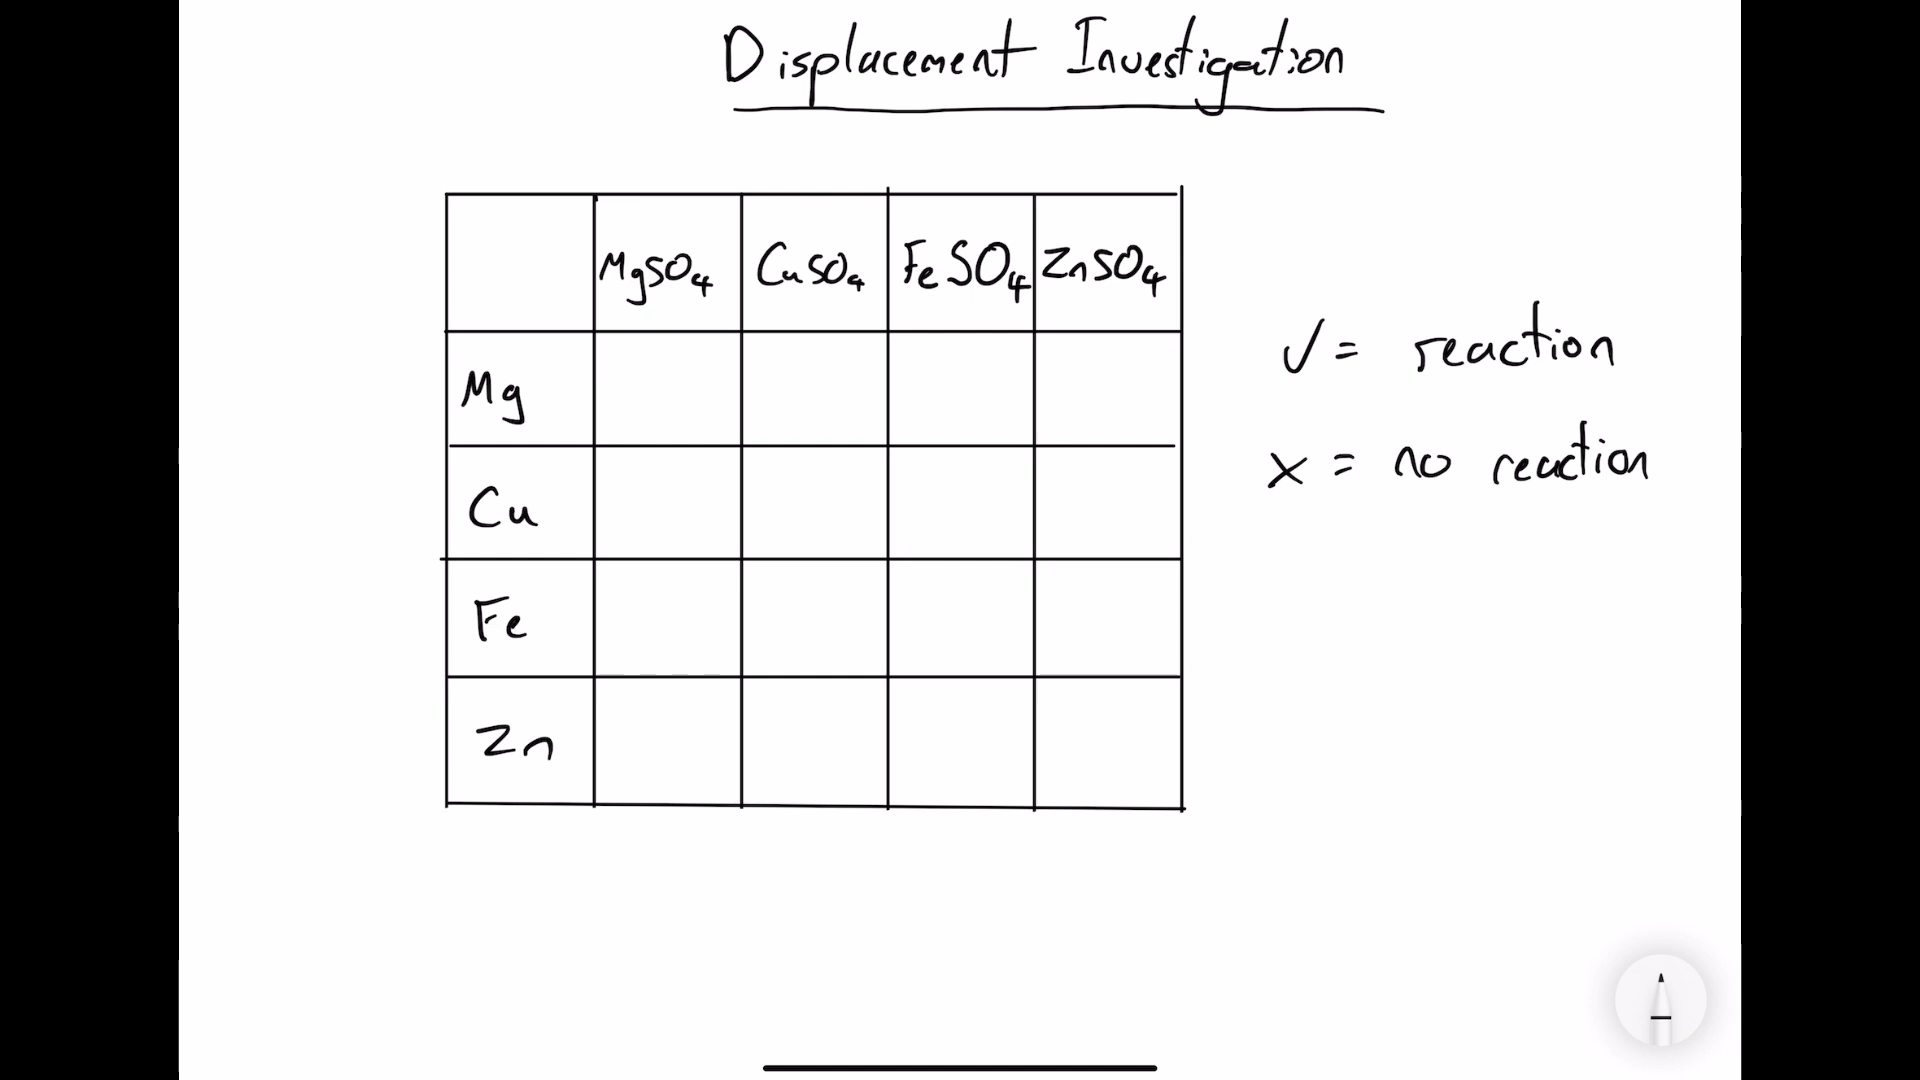 Displacement Investigation
MgSO4 CuSO4 FeSO4 ZnSO4
Mg
Cu
Fe
Zn
✓ = reaction
x = no reaction